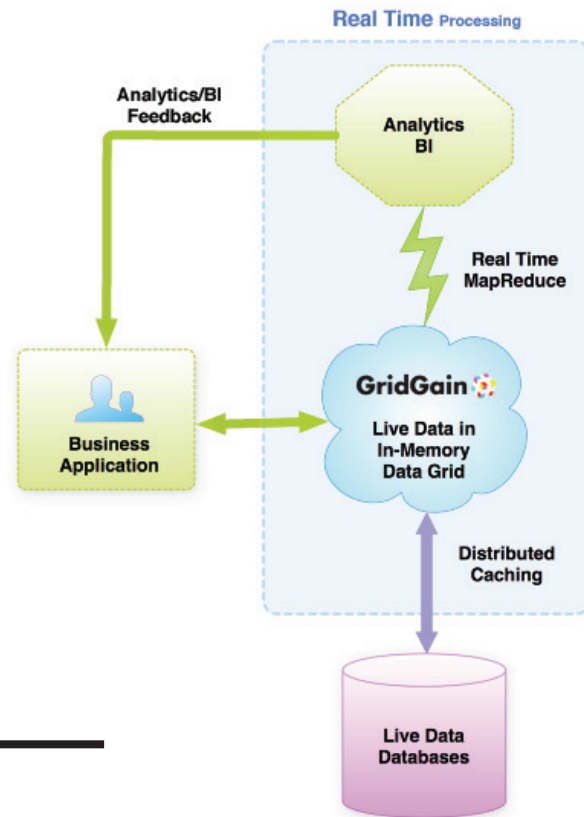 Real Time Processing
Analytics/BI
Feedback
Analytics
BI
Real Time
MapReduce
GridGain
Live Data in
In-Memory
Data Grid
Business
Application
Distributed
Caching
Live Data
Databases